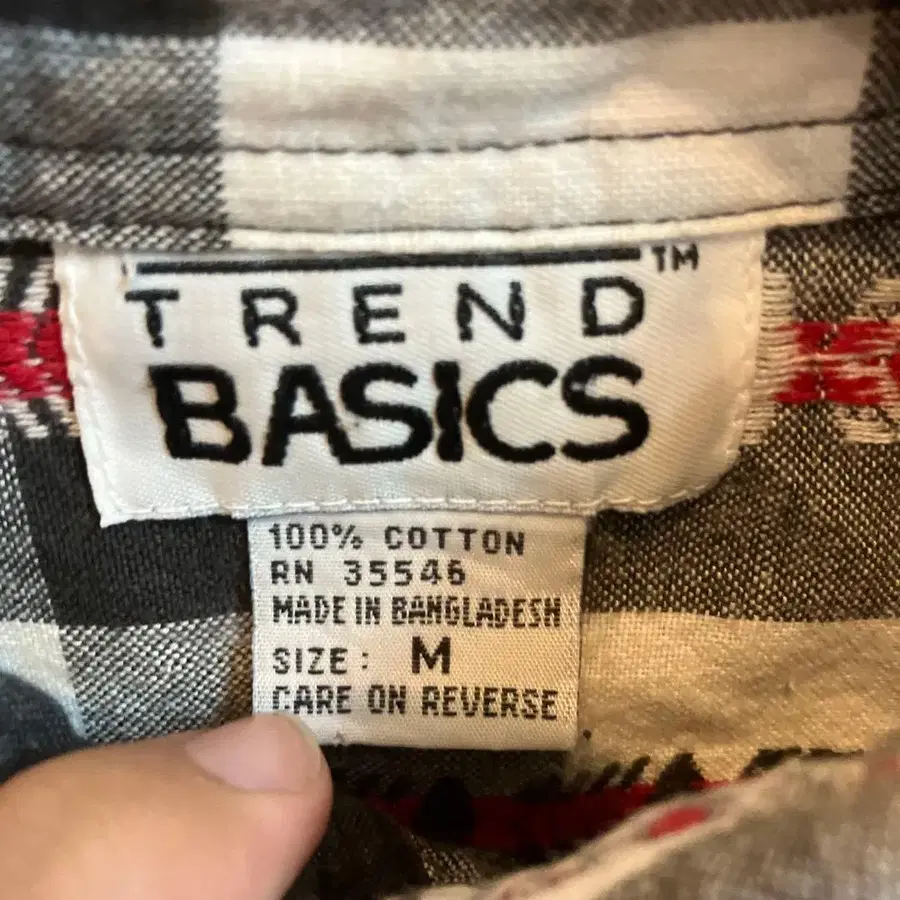 TREND™
BASICS
100% COTTON
RN 35546
MADE IN BANGLADESH
SIZE: M
CARE ON REVERSE